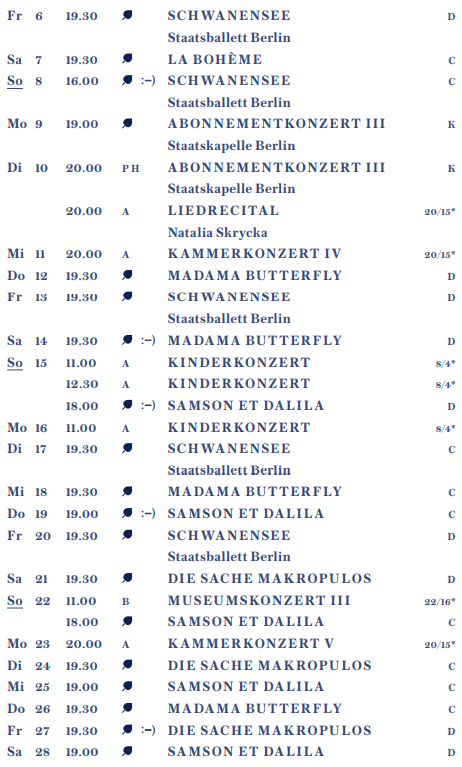 Fr 6 19.30 SCHWANENSEE D
Staatsballett Berlin
Sa 7 19.30 LA BOHÈME C
So 8 16.00 :–) SCHWANENSEE C
Staatsballett Berlin
Mo 9 19.00 ABONNEMENTKONZERT III K
Staatskapelle Berlin
Di 10 20.00 PH ABONNEMENTKONZERT III K
Staatskapelle Berlin
20.00 A LIEDRECITAL 20/15*
Natalia Skrycka
Mi 11 20.00 A KAMMERKONZERT IV 20/15*
Do 12 19.30 MADAMA BUTTERFLY D
Fr 13 19.30 SCHWANENSEE D
Staatsballett Berlin
Sa 14 19.30 :–) MADAMA BUTTERFLY D
So 15 11.00 A KINDERKONZERT 8/4*
12.30 A KINDERKONZERT 8/4*
18.00 :–) SAMSON ET DALILA D
Mo 16 11.00 A KINDERKONZERT 8/4*
Di 17 19.30 SCHWANENSEE C
Staatsballett Berlin
Mi 18 19.30 MADAMA BUTTERFLY C
Do 19 19.00 :–) SAMSON ET DALILA C
Fr 20 19.30 SCHWANENSEE D
Staatsballett Berlin
Sa 21 19.30 DIE SACHE MAKROPULOS D
So 22 11.00 B MUSEUMSKONZERT III 22/16*
18.00 SAMSON ET DALILA C
Mo 23 20.00 A KAMMERKONZERT V 20/15*
Di 24 19.30 DIE SACHE MAKROPULOS C
Mi 25 19.00 SAMSON ET DALILA C
Do 26 19.30 MADAMA BUTTERFLY C
Fr 27 19.30 :–) DIE SACHE MAKROPULOS D
Sa 28 19.00 SAMSON ET DALILA D